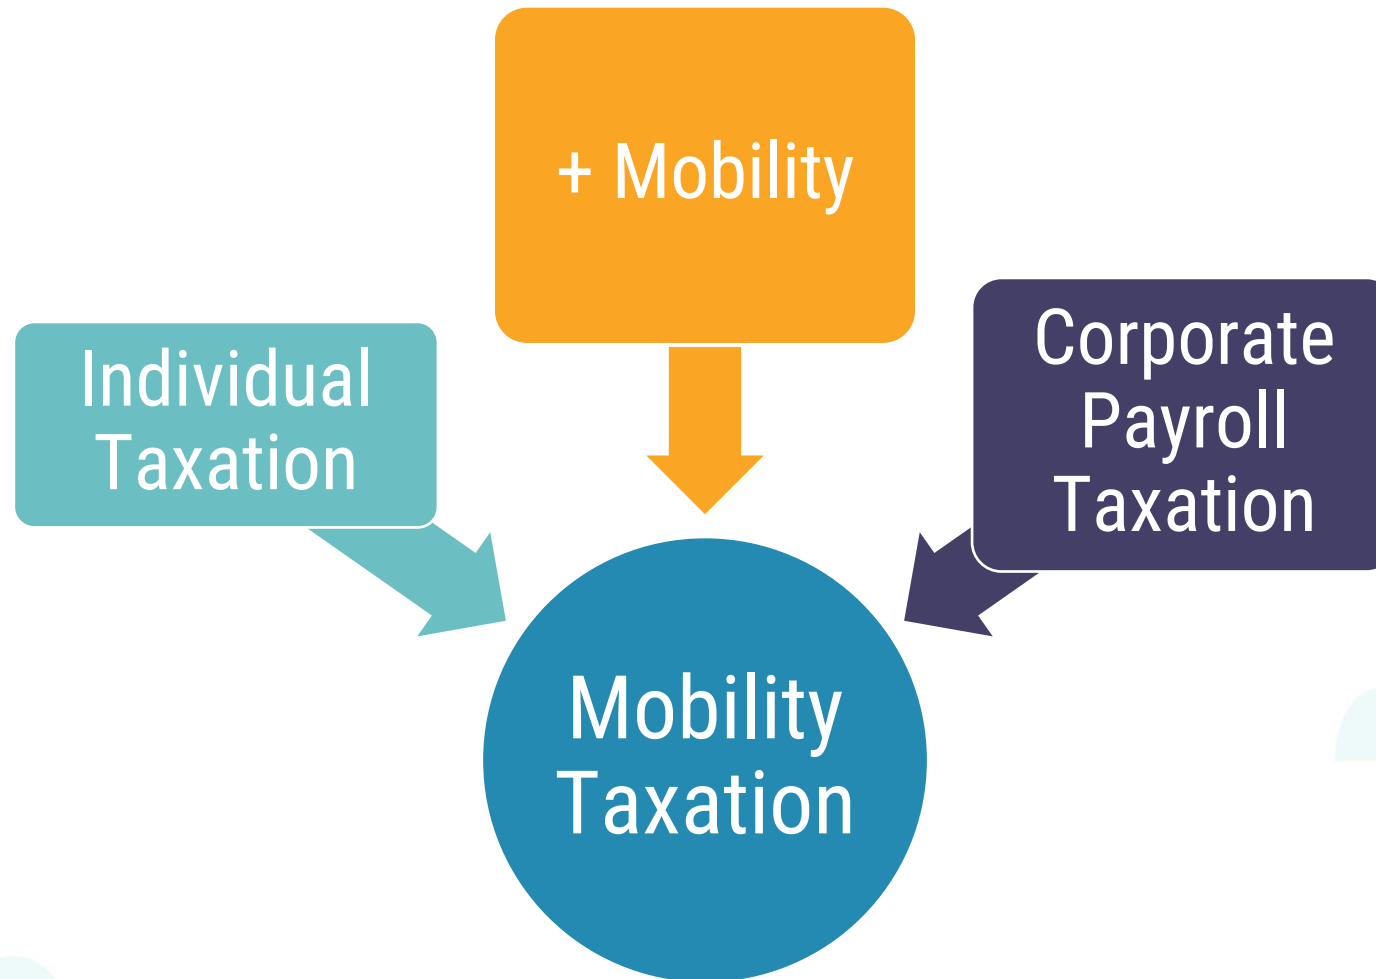 + Mobility
Individual
Taxation
Corporate
Payroll
Taxation
Mobility
Taxation